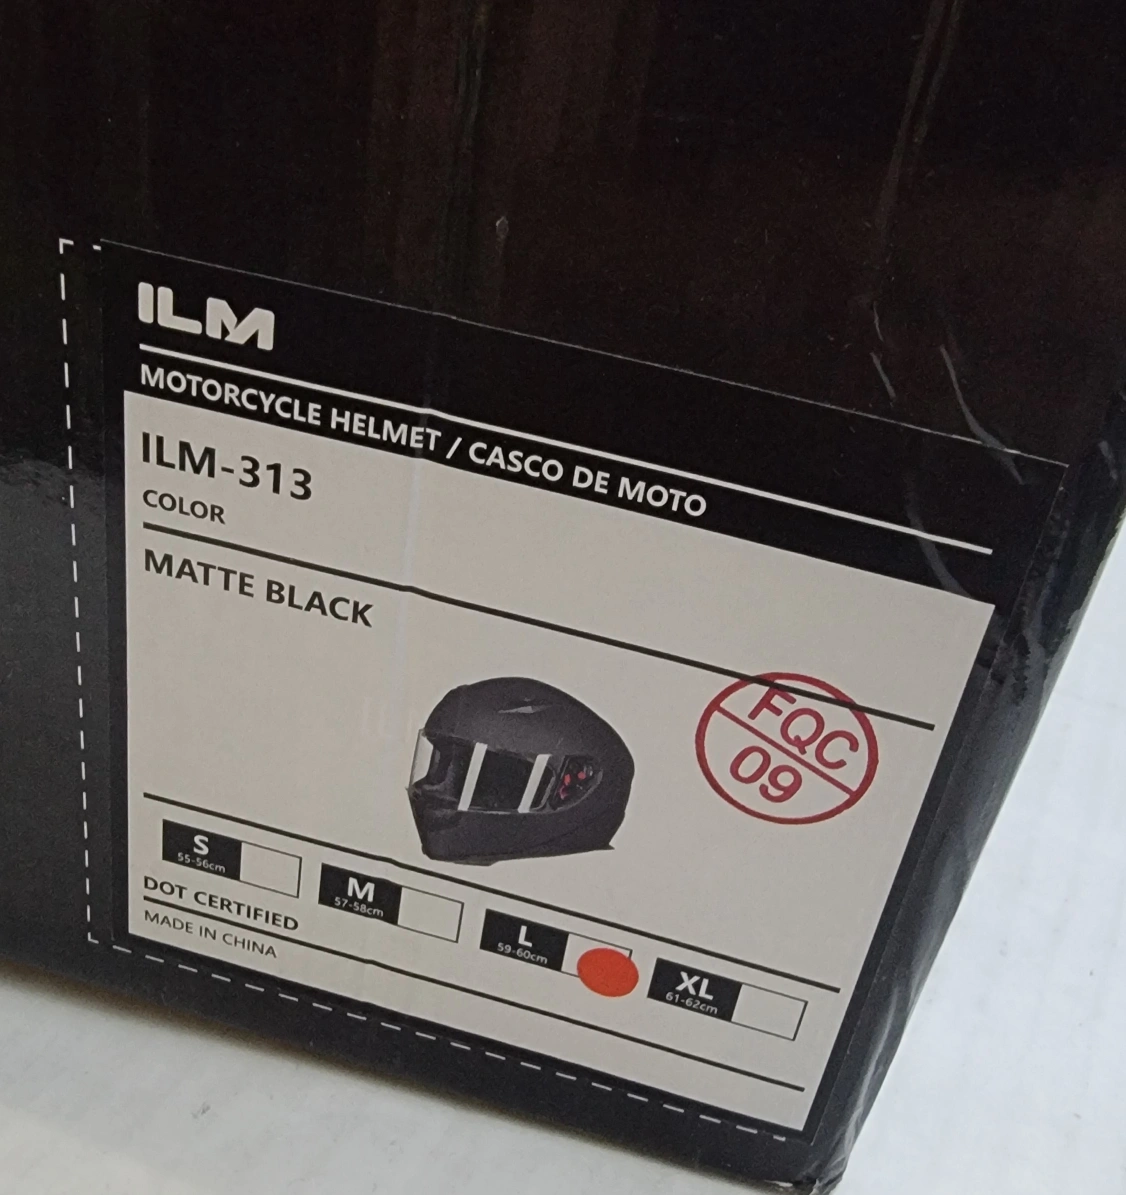 ILM
MOTORCYCLE HELMET / CASCO DE MOTO
ILM-313
COLOR
MATTE BLACK
FQC
09
S
55-56cm
M
57-58cm
L
59-60cm
XL
61-62cm
DOT CERTIFIED
MADE IN CHINA